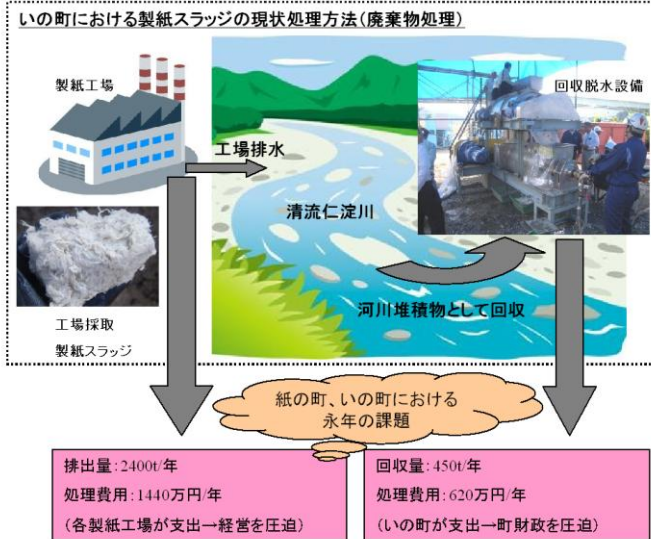 いの町における製紙スラッジの現状処理方法(廃棄物処理)
製紙工場
回収脱水設備
工場排水
清流仁淀川
河川堆積物として回収
工場採取
製紙スラッジ
紙の町、いの町における
永年の課題
排出量:2400t/年
処理費用:1440万円/年
(各製紙工場が支出→経営を圧迫)
回収量:450t/年
処理費用:620万円/年
(いの町が支出→町財政を圧迫)